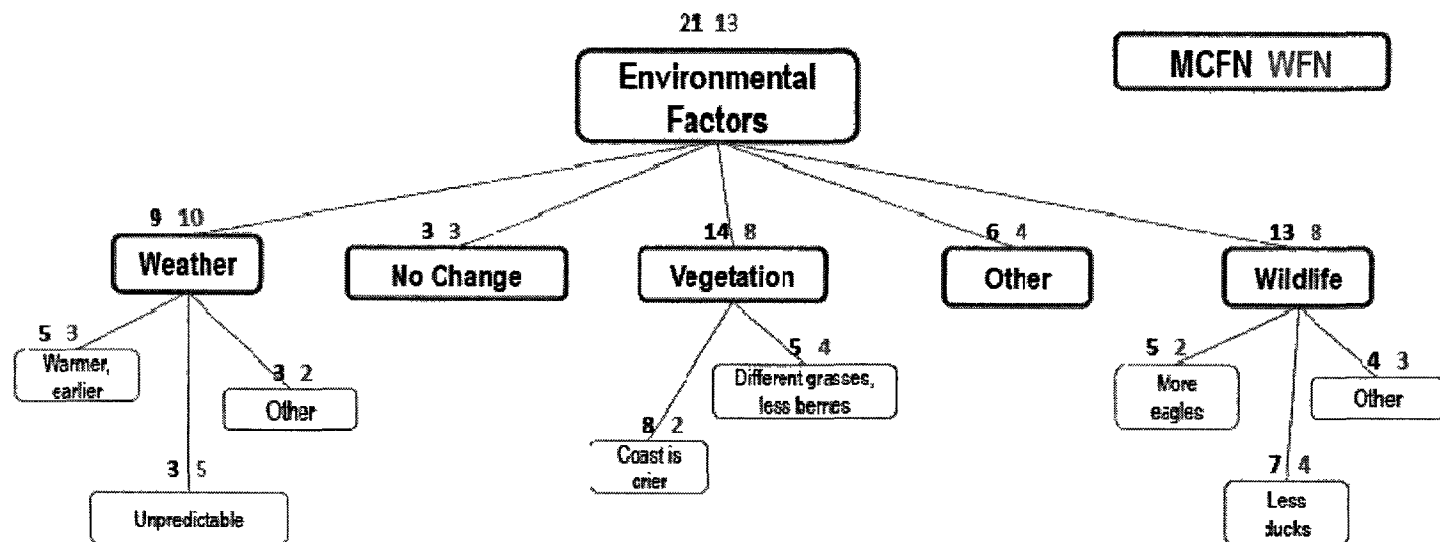 21 13
Environmental
Factors
MCFN WFN
9 10
Weather
3 3
No Change
14 8
Vegetation
6 4
Other
13 8
Wildlife
5 3
Warmer,
earlier
3 2
Other
3 5
Unpredictable
8 2
Coast is
drier
5 4
Different grasses,
less berries
5 2
More
eagles
7 4
Less
ducks
4 3
Other